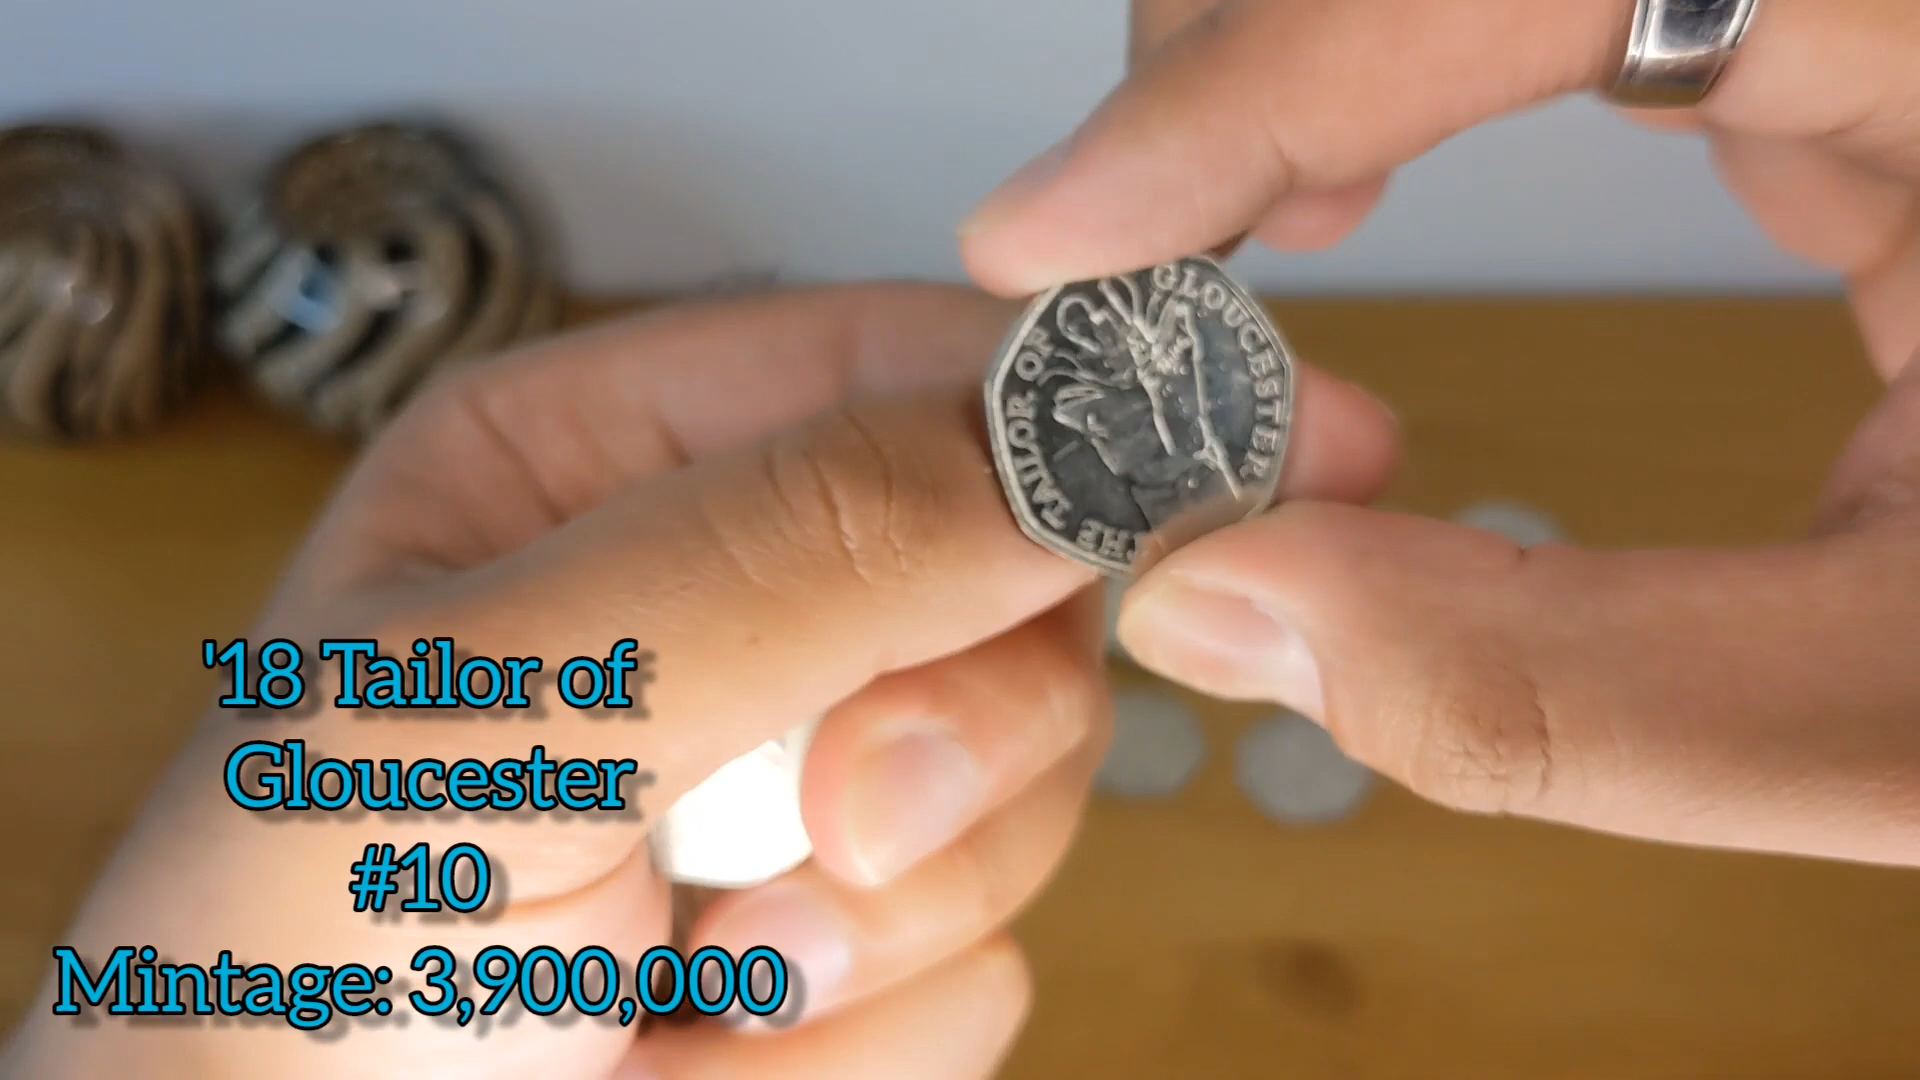 THE TAILOR OF GLOUCESTER
'18 Tailor of
Gloucester
#10
Mintage: 3,900,000